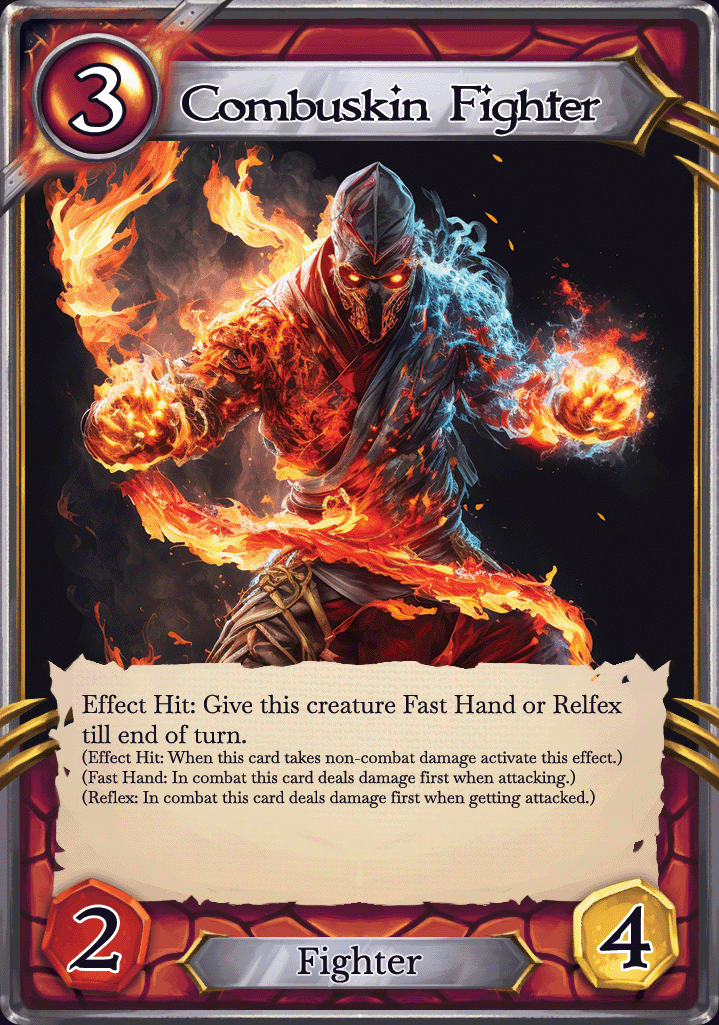 3
Combuskin Fighter
Effect Hit: Give this creature Fast Hand or Relfex
till end of turn.
(Effect Hit: When this card takes non-combat damage activate this effect.)
(Fast Hand: In combat this card deals damage first when attacking.)
(Reflex: In combat this card deals damage first when getting attacked.)
2
Fighter
4